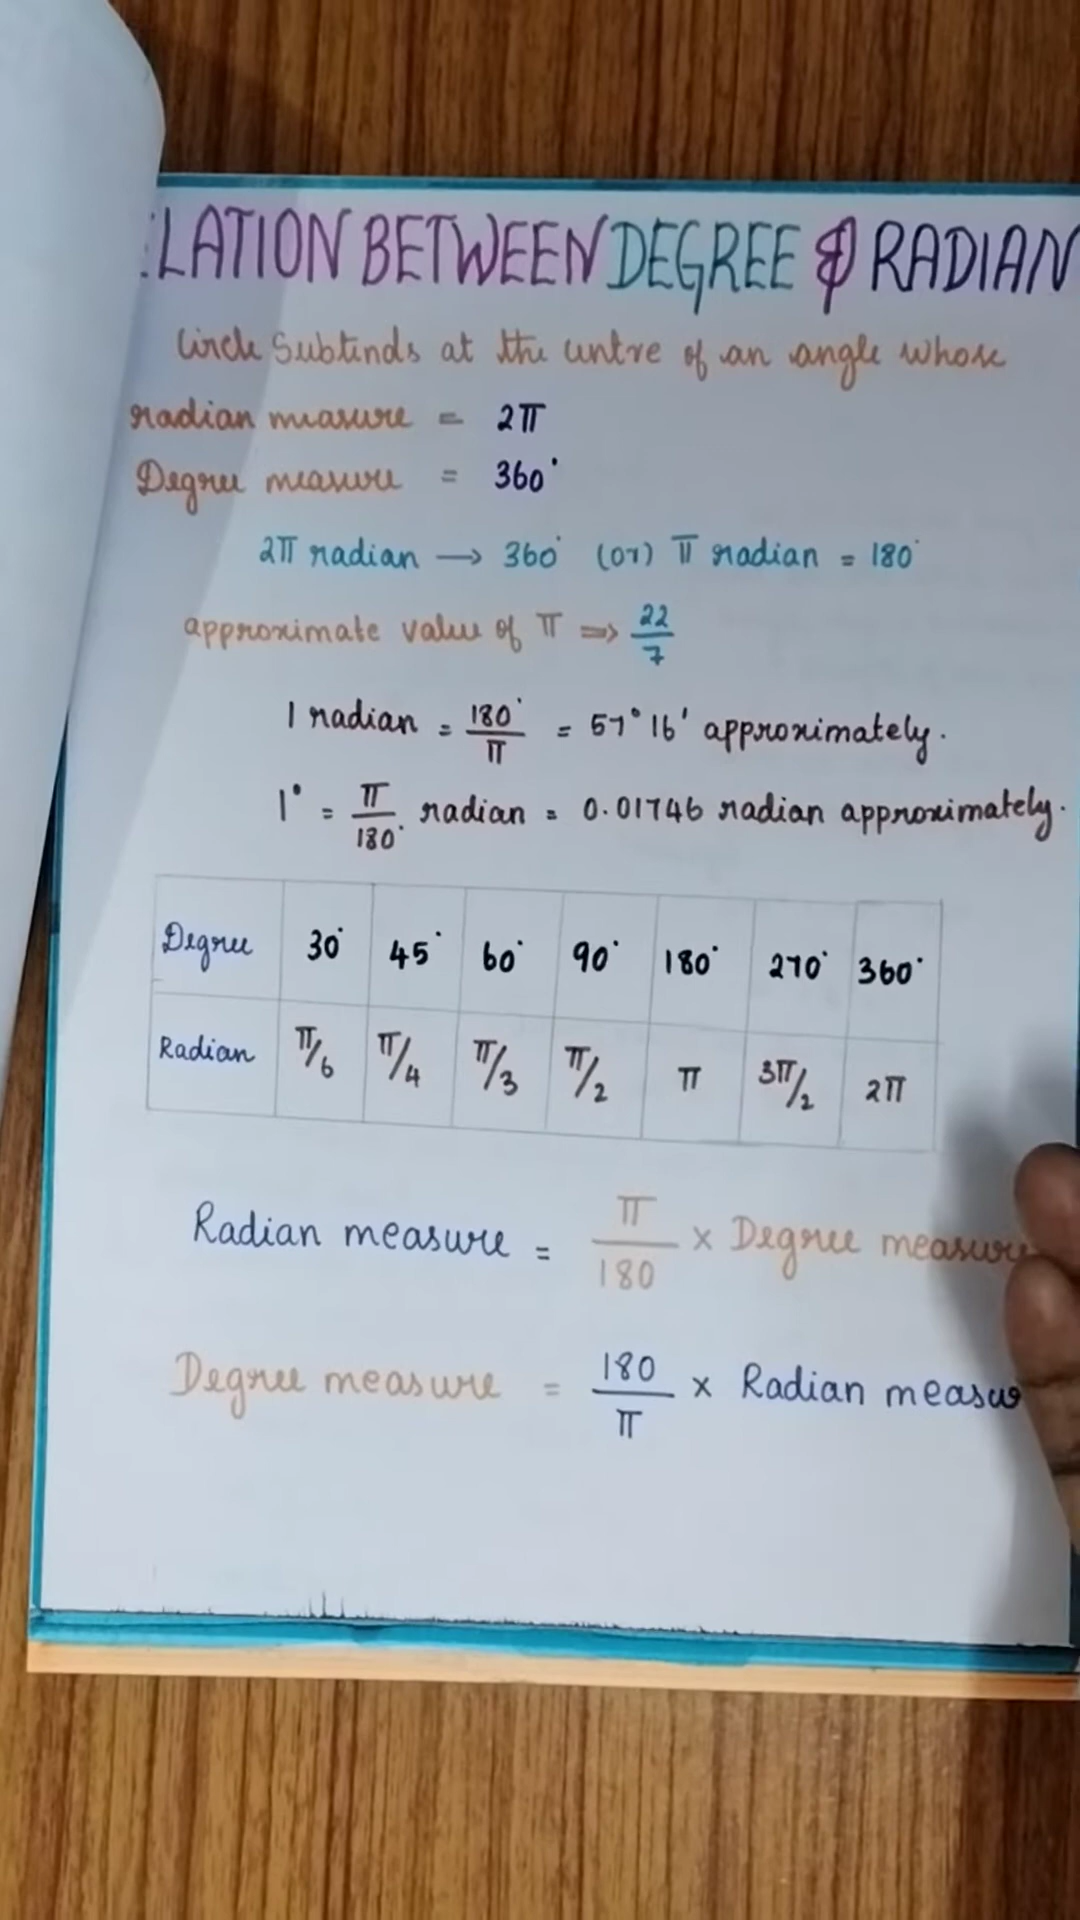 ELATION BETWEEN DEGREE & RADIAN
Circle Subtends at the centre of an angle whose
radian measure = 2π
Degree measure = 360°
2π radian → 360° (or) π radian = 180°
approximate value of π ⇒ 22/7
1 radian = 180°/π = 57° 16' approximately.
1° = π/180° radian = 0.01746 radian approximately.
Degree 30° 45° 60° 90° 180° 270° 360°
Radian π/6 π/4 π/3 π/2 π 3π/2 2π
Radian measure = π/180 × Degree measure
Degree measure = 180/π × Radian measu